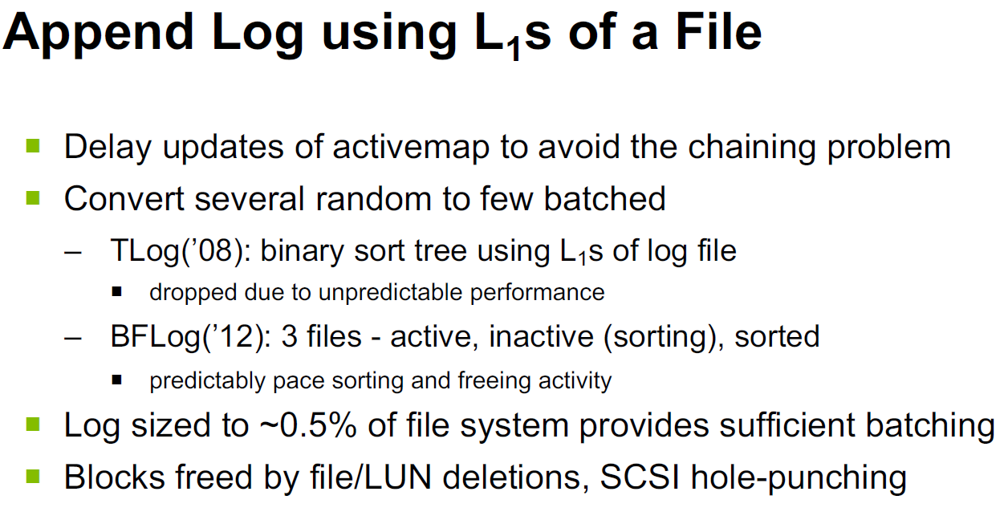 Append Log using L₁s of a File
Delay updates of activemap to avoid the chaining problem
Convert several random to few batched
– TLog(’08): binary sort tree using L₁s of log file
dropped due to unpredictable performance
– BFLog(’12): 3 files - active, inactive (sorting), sorted
predictably pace sorting and freeing activity
Log sized to ~0.5% of file system provides sufficient batching
Blocks freed by file/LUN deletions, SCSI hole-punching